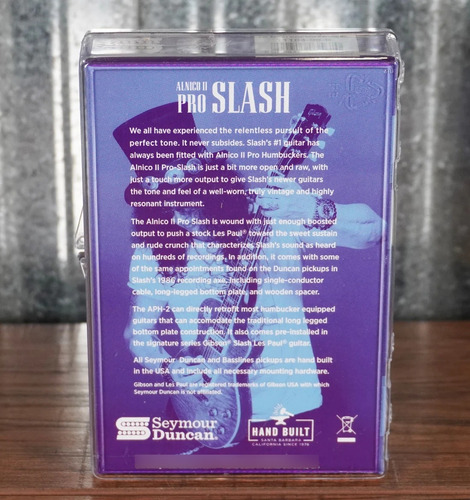 ALNICO II
PRO SLASH
We all have experienced the relentless pursuit of the
perfect tone. It never subsides. Slash's #1 guitar has
always been fitted with Alnico II Pro Humbuckers. The
Alnico II Pro-Slash is just a bit more open and raw, with
just a touch more output to give Slash's newer guitars
the tone and feel of a well-worn, truly vintage and highly
resonant instrument.
The Alnico II Pro Slash is wound with just enough boosted
output to push a stock Les Paul® toward the sweet sustain
and rude crunch that characterizes Slash's sound as heard
on hundreds of recordings. In addition, it comes with some
of the same appointments found on the Duncan pickups in
Slash's 1986 recording axe, including single-conductor
cable, long-legged bottom plate, and wooden spacer.
The APH-2 can directly retrofit most humbucker equipped
guitars that can accomodate the traditional long legged
bottom plate construction. It also comes pre-installed in
the signature series Gibson® Slash Les Paul® guitar.
All Seymour Duncan and Basslines pickups are hand built
in the USA and include all necessary mounting hardware.
Gibson and Les Paul are registered trademarks of Gibson USA with which
Seymour Duncan is not affiliated.
Seymour
Duncan®
HAND BUILT
SANTA BARBARA
CALIFORNIA SINCE 1976